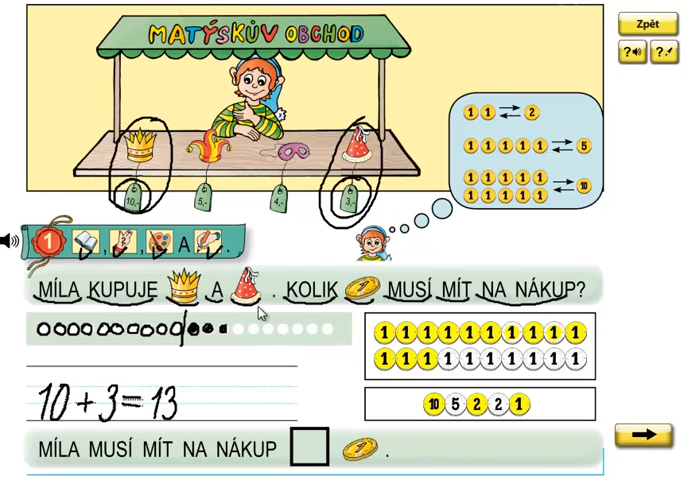 MATÝSKŮV OBCHOD
Zpět
? ?
1 1 2
1 1 1 1 1 5
1 1 1 1 1
1 1 1 1 1 10
10,- 5,- 4,- 3,-
1 , , A .
MÍLA KUPUJE A . KOLIK 1 MUSÍ MÍT NA NÁKUP?
1 1 1 1 1 1 1 1 1 1
1 1 1 1 1 1 1 1 1 1
10 + 3 = 13
10 5 2 2 1
MÍLA MUSÍ MÍT NA NÁKUP 1 .